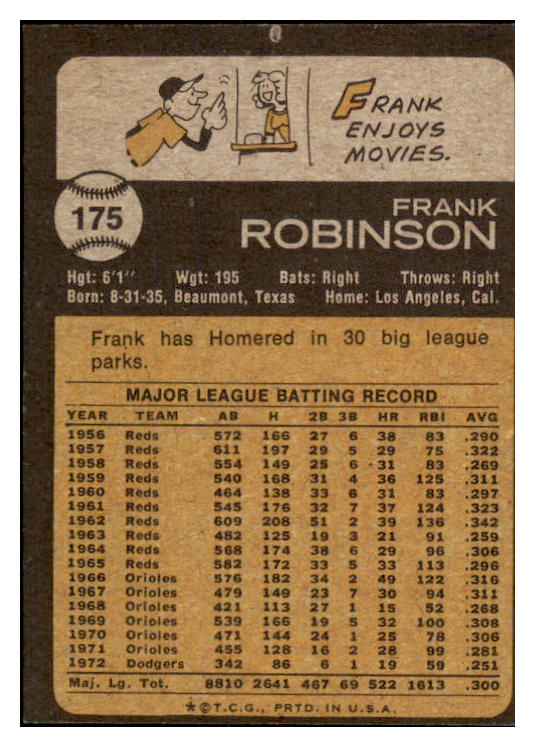 FRANK
ENJOYS
MOVIES.
175
FRANK
ROBINSON
Hgt: 6'1" Wgt: 195 Bats: Right Throws: Right
Born: 8-31-35, Beaumont, Texas Home: Los Angeles, Cal.
Frank has Homered in 30 big league
parks.
MAJOR LEAGUE BATTING RECORD
YEAR TEAM AB H 2B 3B HR RBI AVG
1956 Reds 572 166 27 6 38 83 .290
1957 Reds 611 197 29 5 29 75 .322
1958 Reds 554 149 25 6 31 83 .269
1959 Reds 540 168 31 4 36 125 .311
1960 Reds 464 138 33 6 31 83 .297
1961 Reds 545 176 32 7 37 124 .323
1962 Reds 609 208 51 2 39 136 .342
1963 Reds 482 125 19 3 21 91 .259
1964 Reds 568 174 38 6 29 96 .306
1965 Reds 582 172 33 5 33 113 .296
1966 Orioles 576 182 34 2 49 122 .316
1967 Orioles 479 149 23 7 30 94 .311
1968 Orioles 421 113 27 1 15 52 .268
1969 Orioles 539 166 19 5 32 100 .308
1970 Orioles 471 144 24 1 25 78 .306
1971 Orioles 455 128 16 2 28 99 .281
1972 Dodgers 342 86 6 1 19 59 .251
Maj. Lg. Tot. 8810 2641 467 69 522 1613 .300
*©T.C.G., PRTD. IN U.S.A.